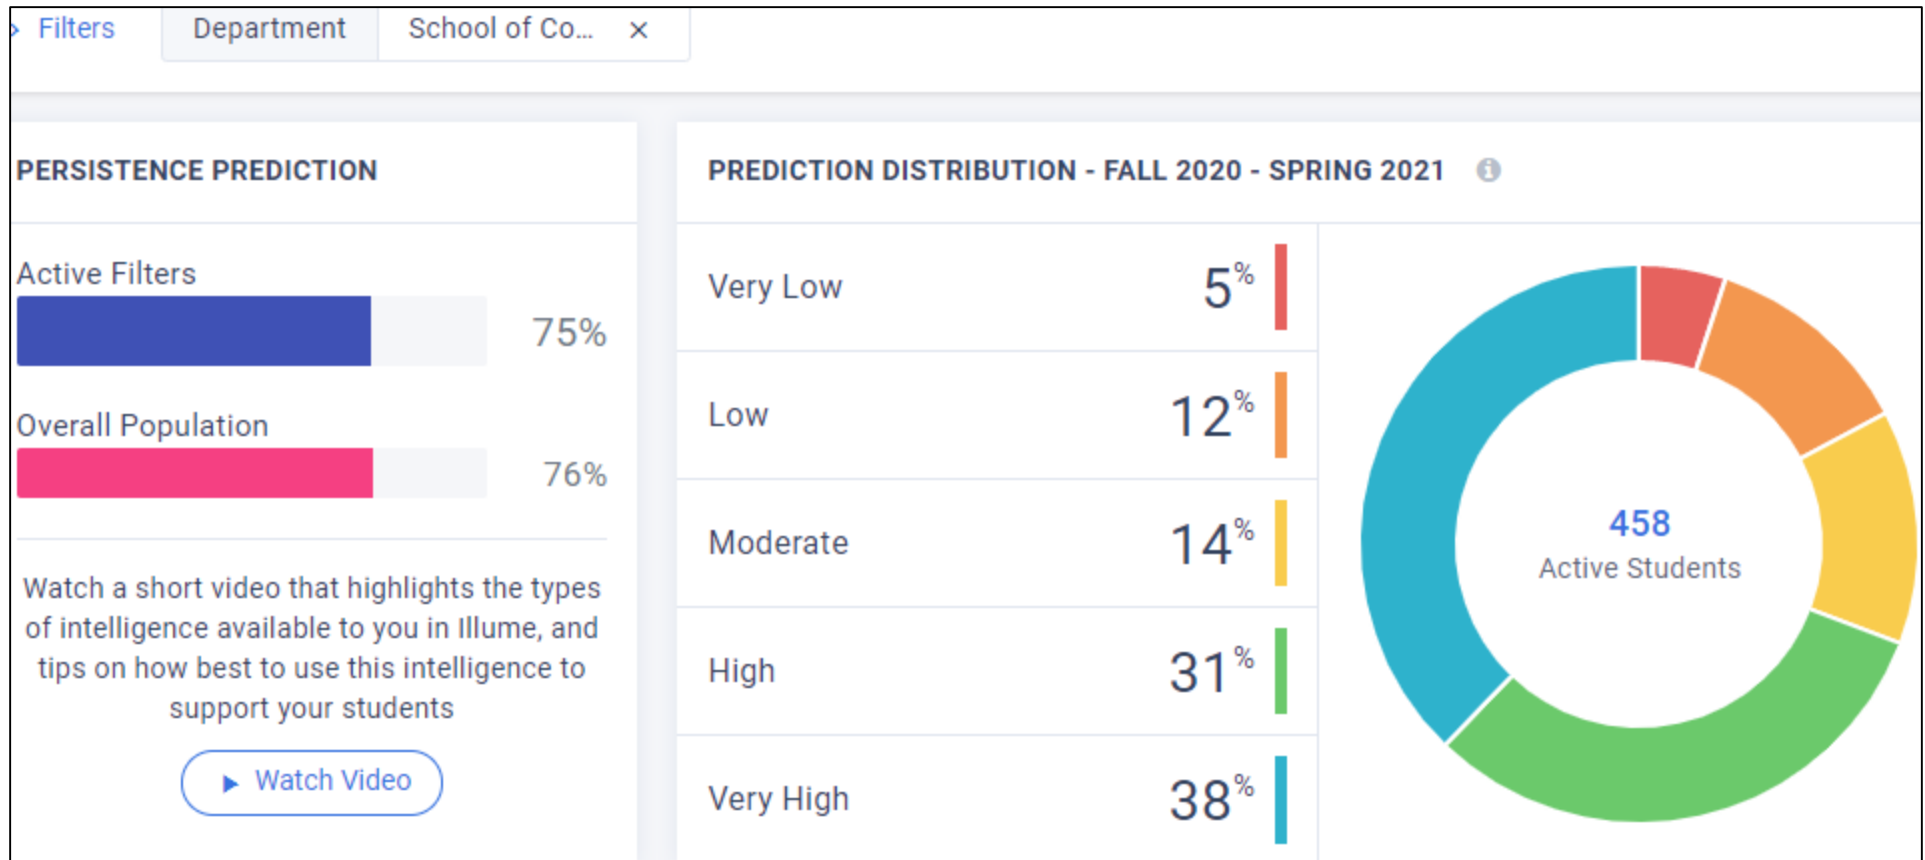 Filters Department School of Co...
PERSISTENCE PREDICTION
Active Filters
75%
Overall Population
76%
Watch a short video that highlights the types
of intelligence available to you in Illume, and
tips on how best to use this intelligence to
support your students
Watch Video
PREDICTION DISTRIBUTION - FALL 2020 - SPRING 2021
Very Low 5%
Low 12%
Moderate 14%
High 31%
Very High 38%
458
Active Students